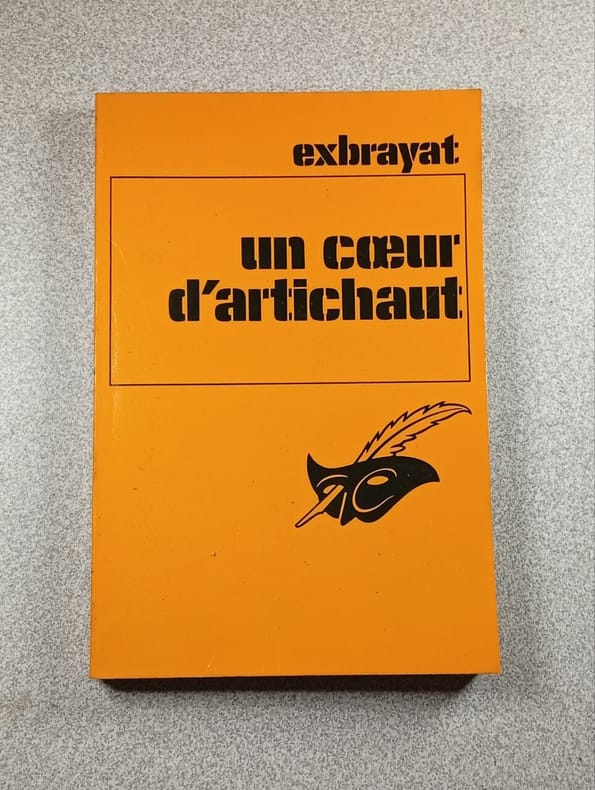 exbrayat
un cœur
d'artichaut